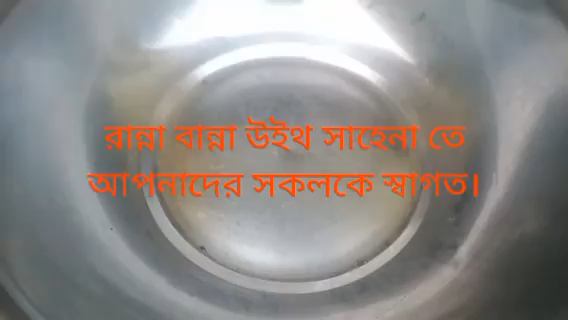 রান্না বান্না উইথ সাহেনা তে
আপনাদের সকলকে স্বাগত।